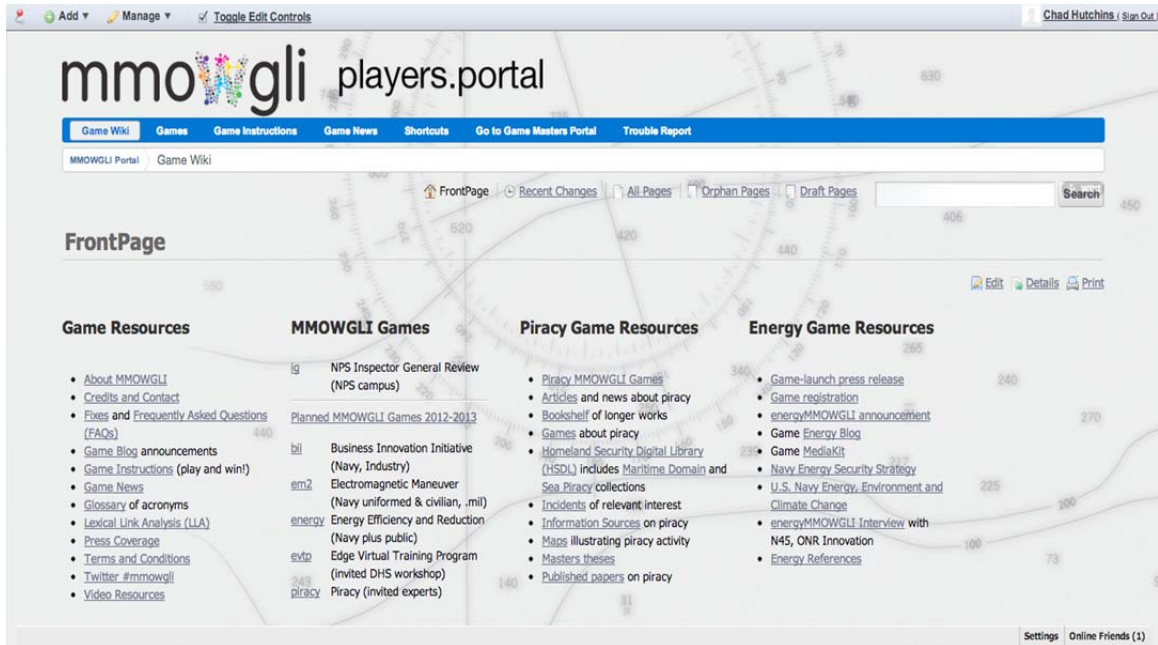 Add ▼ Manage ▼ Toggle Edit Controls Chad Hutchins ( Sign Out )
mmowgli players.portal
Game Wiki Games Game Instructions Game News Shortcuts Go to Game Masters Portal Trouble Report
MMOWGLI Portal Game Wiki
FrontPage Recent Changes All Pages Orphan Pages Draft Pages Search
FrontPage
Edit Details Print
Game Resources
• About MMOWGLI
• Credits and Contact
• Fixes and Frequently Asked Questions
(FAQs)
• Game Blog announcements
• Game Instructions (play and win!)
• Game News
• Glossary of acronyms
• Lexical Link Analysis (LLA)
• Press Coverage
• Terms and Conditions
• Twitter #mmowgli
• Video Resources
MMOWGLI Games
ig NPS Inspector General Review
(NPS campus)
Planned MMOWGLI Games 2012-2013
bii Business Innovation Initiative
(Navy, Industry)
em2 Electromagnetic Maneuver
(Navy uniformed & civilian, .mil)
energy Energy Efficiency and Reduction
(Navy plus public)
evtp Edge Virtual Training Program
(invited DHS workshop)
piracy Piracy (invited experts)
Piracy Game Resources
• Piracy MMOWGLI Games
• Articles and news about piracy
• Bookshelf of longer works
• Games about piracy
• Homeland Security Digital Library
(HSDL) includes Maritime Domain and
Sea Piracy collections
• Incidents of relevant interest
• Information Sources on piracy
• Maps illustrating piracy activity
• Masters theses
• Published papers on piracy
Energy Game Resources
• Game-launch press release
• Game registration
• energyMMOWGLI announcement
• Game Energy Blog
• Game MediaKit
• Navy Energy Security Strategy
• U.S. Navy Energy, Environment and
Climate Change
• energyMMOWGLI Interview with
N45, ONR Innovation
• Energy References
Settings Online Friends (1)